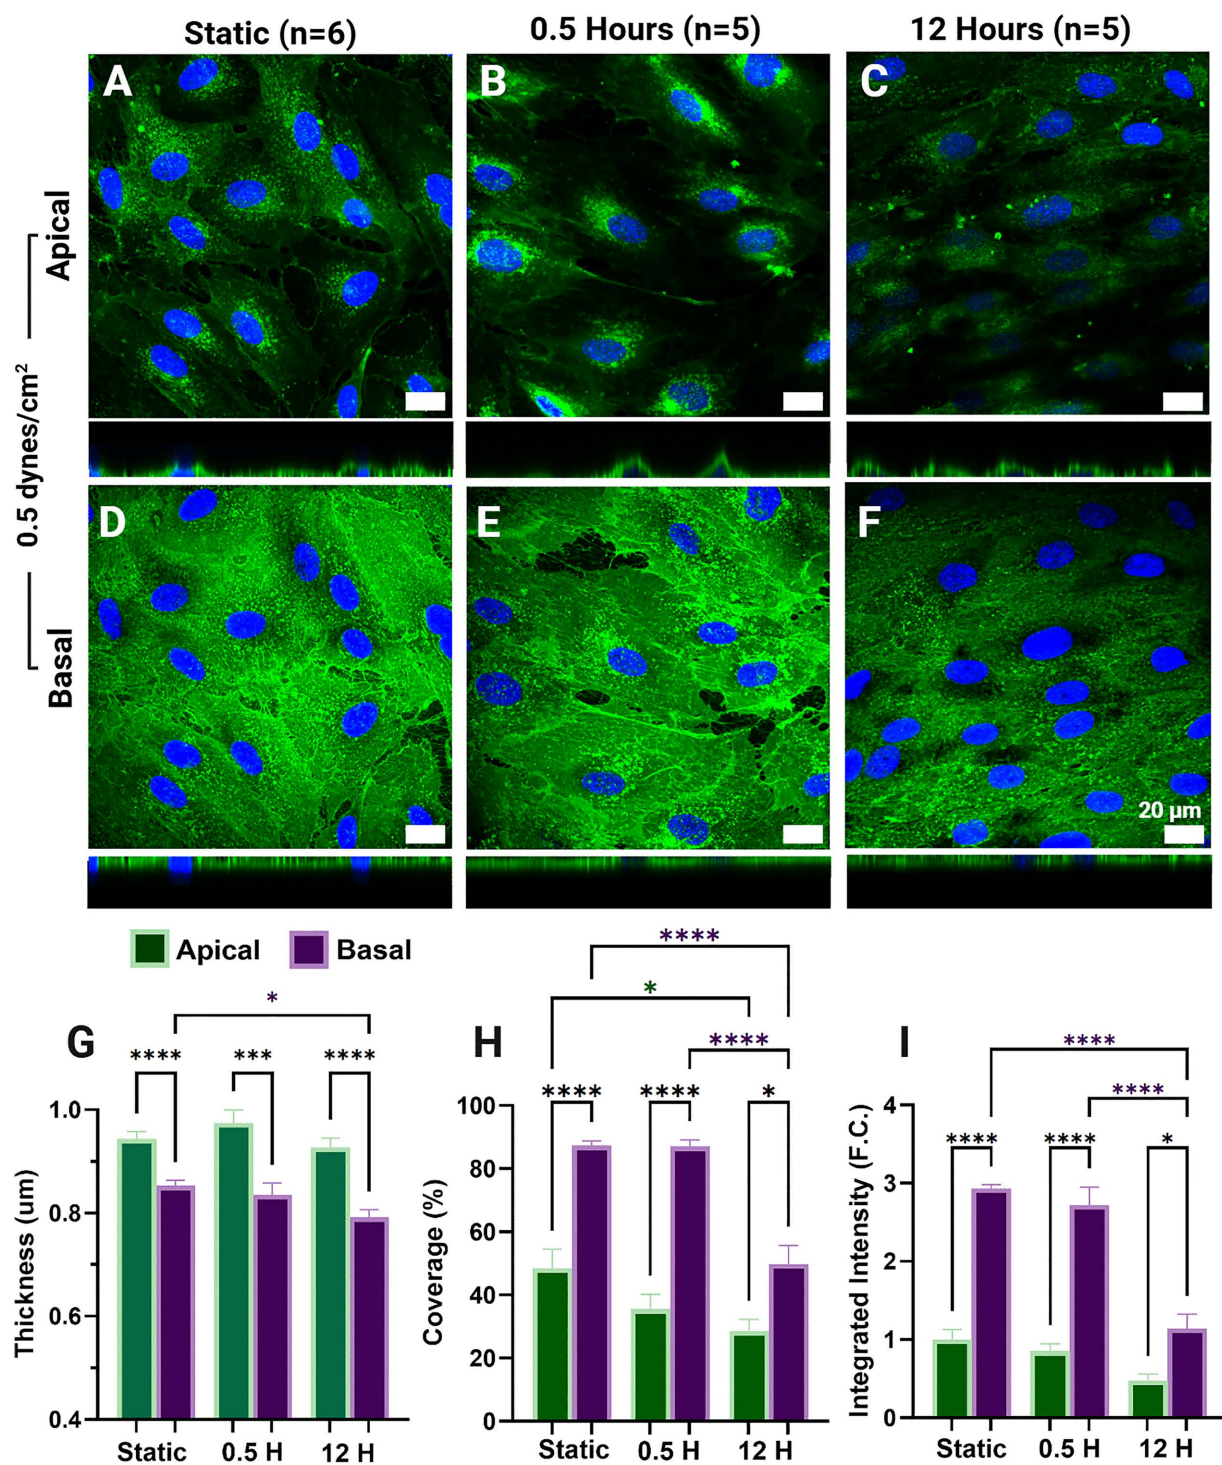 Static (n=6)
0.5 Hours (n=5)
12 Hours (n=5)
A
B
C
Apical
0.5 dynes/cm²
D
E
F
Basal
20 µm
Apical
Basal
G
*
****
***
****
Thickness (um)
1.0
0.8
0.6
0.4
Static
0.5 H
12 H
H
****
*
****
****
****
*
Coverage (%)
100
80
60
40
20
0
Static
0.5 H
12 H
I
****
****
****
****
*
Integrated Intensity (F.C.)
4
3
2
1
0
Static
0.5 H
12 H